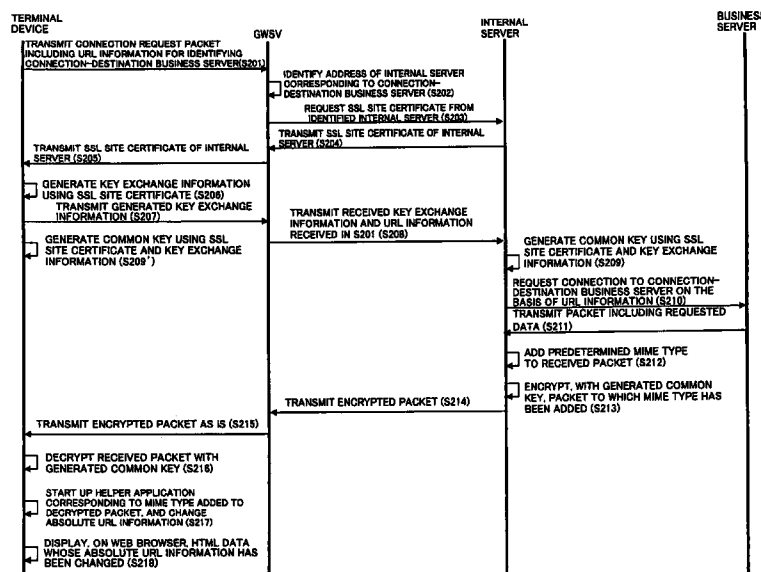 TERMINAL
DEVICE
GWSV
INTERNAL
SERVER
BUSINESS
SERVER
TRANSMIT CONNECTION REQUEST PACKET
INCLUDING URL INFORMATION FOR IDENTIFYING
CONNECTION-DESTINATION BUSINESS SERVER(S201)
IDENTIFY ADDRESS OF INTERNAL SERVER
CORRESPONDING TO CONNECTION-
DESTINATION BUSINESS SERVER (S202)
REQUEST SSL SITE CERTIFICATE FROM
IDENTIFIED INTERNAL SERVER (S203)
TRANSMIT SSL SITE CERTIFICATE OF INTERNAL
SERVER (S204)
TRANSMIT SSL SITE CERTIFICATE OF INTERNAL
SERVER (S205)
GENERATE KEY EXCHANGE INFORMATION
USING SSL SITE CERTIFICATE (S206)
TRANSMIT GENERATED KEY EXCHANGE
INFORMATION (S207)
TRANSMIT RECEIVED KEY EXCHANGE
INFORMATION AND URL INFORMATION
RECEIVED IN S201 (S208)
GENERATE COMMON KEY USING SSL
SITE CERTIFICATE AND KEY EXCHANGE
INFORMATION (S209')
GENERATE COMMON KEY USING SSL
SITE CERTIFICATE AND KEY EXCHANGE
INFORMATION (S209)
REQUEST CONNECTION TO CONNECTION-
DESTINATION BUSINESS SERVER ON THE
BASIS OF URL INFORMATION (S210)
TRANSMIT PACKET INCLUDING REQUESTED
DATA (S211)
ADD PREDETERMINED MIME TYPE
TO RECEIVED PACKET (S212)
ENCRYPT, WITH GENERATED COMMON
KEY, PACKET TO WHICH MIME TYPE HAS
BEEN ADDED (S213)
TRANSMIT ENCRYPTED PACKET (S214)
TRANSMIT ENCRYPTED PACKET AS IS (S215)
DECRYPT RECEIVED PACKET WITH
GENERATED COMMON KEY (S216)
START UP HELPER APPLICATION
CORRESPONDING TO MIME TYPE ADDED TO
DECRYPTED PACKET, AND CHANGE
ABSOLUTE URL INFORMATION (S217)
DISPLAY, ON WEB BROWSER, HTML DATA
WHOSE ABSOLUTE URL INFORMATION HAS
BEEN CHANGED (S218)